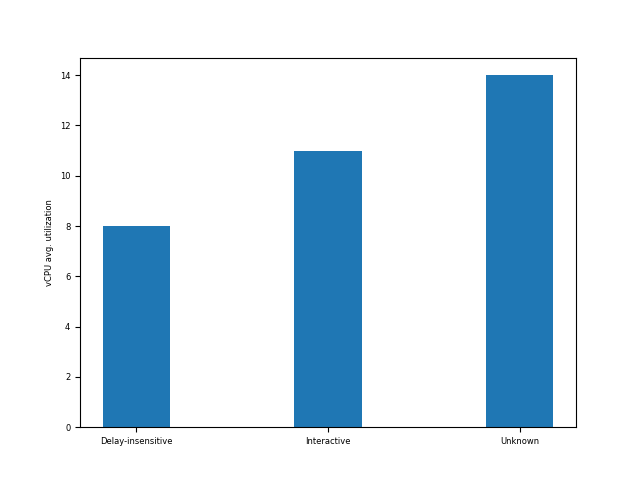 14
12
10
8
6
4
2
0
vCPU avg. utilization
Delay-insensitive
Interactive
Unknown